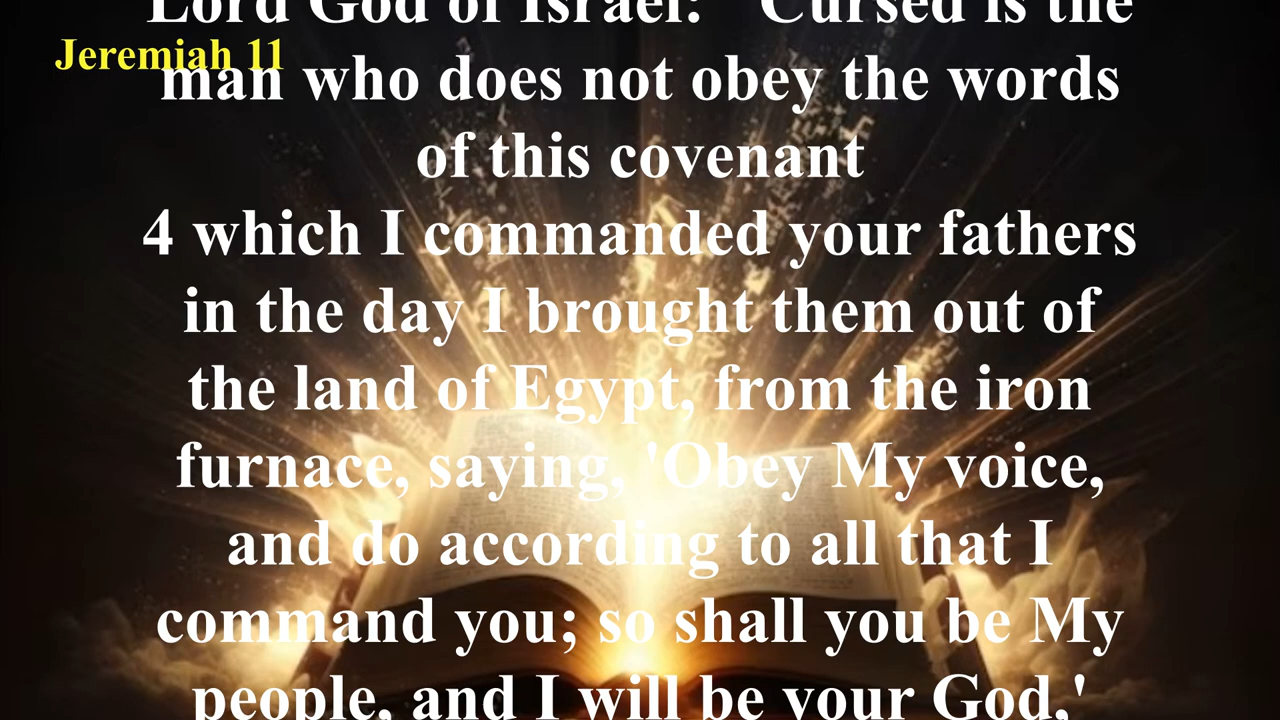 Lord God of Israel: "Cursed is the
Jeremiah 11
man who does not obey the words
of this covenant
4 which I commanded your fathers
in the day I brought them out of
the land of Egypt, from the iron
furnace, saying, 'Obey My voice,
and do according to all that I
command you; so shall you be My
people, and I will be your God,'